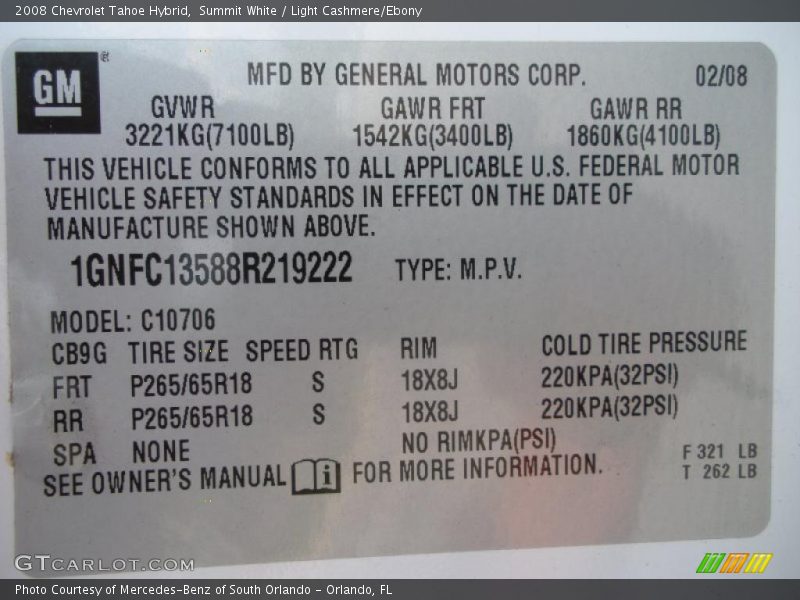 2008 Chevrolet Tahoe Hybrid,  Summit White / Light Cashmere/Ebony
GM ®
MFD BY GENERAL MOTORS CORP. 02/08
GVWR GAWR FRT GAWR RR
3221KG(7100LB) 1542KG(3400LB) 1860KG(4100LB)
THIS VEHICLE CONFORMS TO ALL APPLICABLE U.S. FEDERAL MOTOR
VEHICLE SAFETY STANDARDS IN EFFECT ON THE DATE OF
MANUFACTURE SHOWN ABOVE.
1GNFC13588R219222 TYPE: M.P.V.
MODEL: C10706
CB9G TIRE SIZE SPEED RTG RIM COLD TIRE PRESSURE
FRT P265/65R18 S 18X8J 220KPA(32PSI)
RR P265/65R18 S 18X8J 220KPA(32PSI)
SPA NONE NO RIMKPA(PSI)
SEE OWNER'S MANUAL i FOR MORE INFORMATION.
F 321 LB
T 262 LB
GTCARLOT.COM
Photo Courtesy of Mercedes-Benz of South Orlando - Orlando, FL